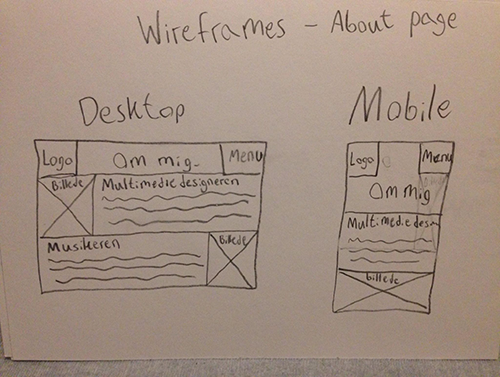 Wireframes - About page
Desktop
Logo Om mig- Menu
Billede Multimedie designeren
Musikeren Billede
Mobile
Logo Menu
Om mig
Multimedie desi
billede